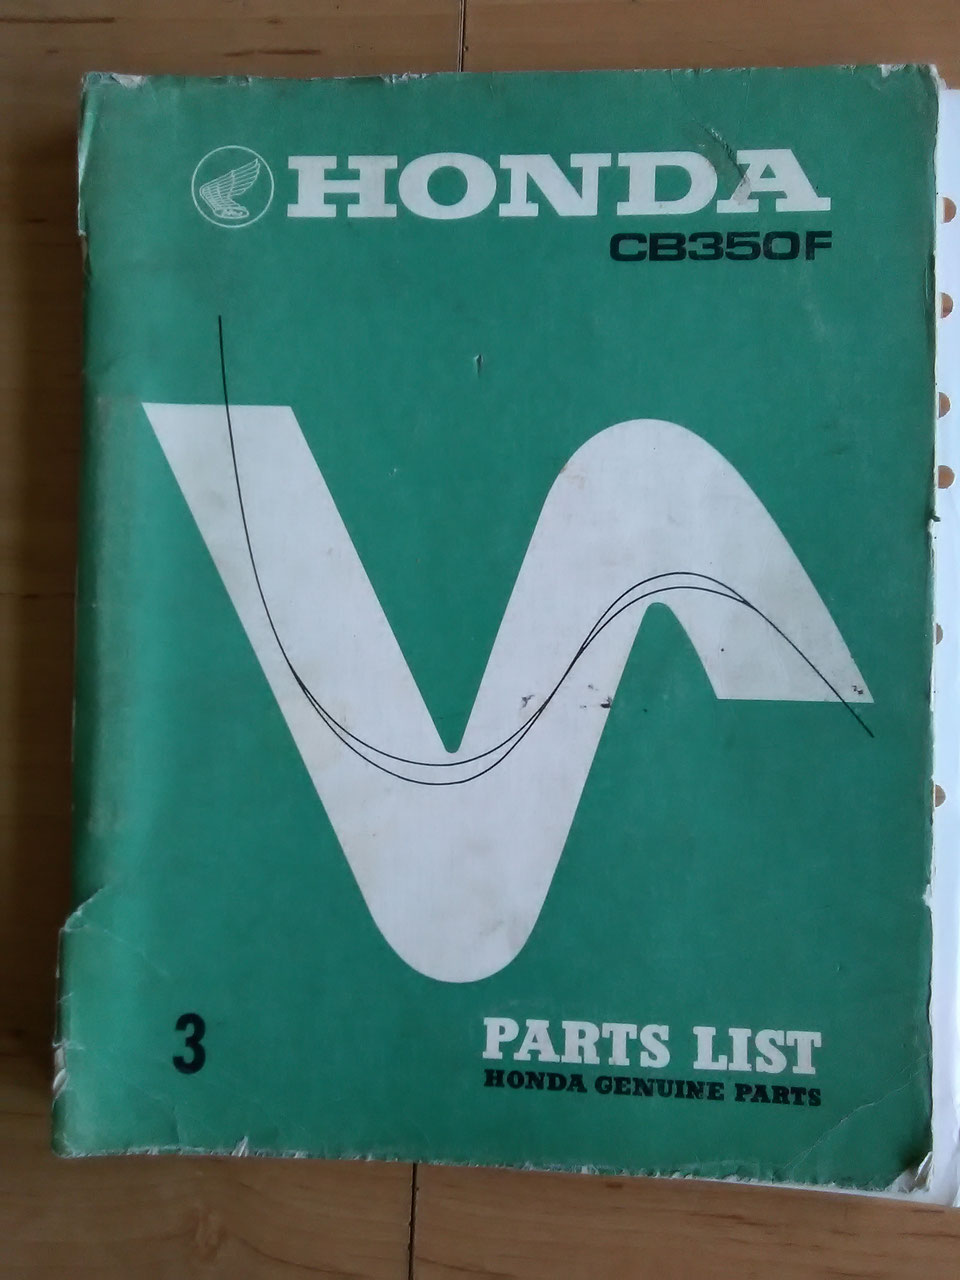 HONDA
CB350F
3
PARTS LIST
HONDA GENUINE PARTS